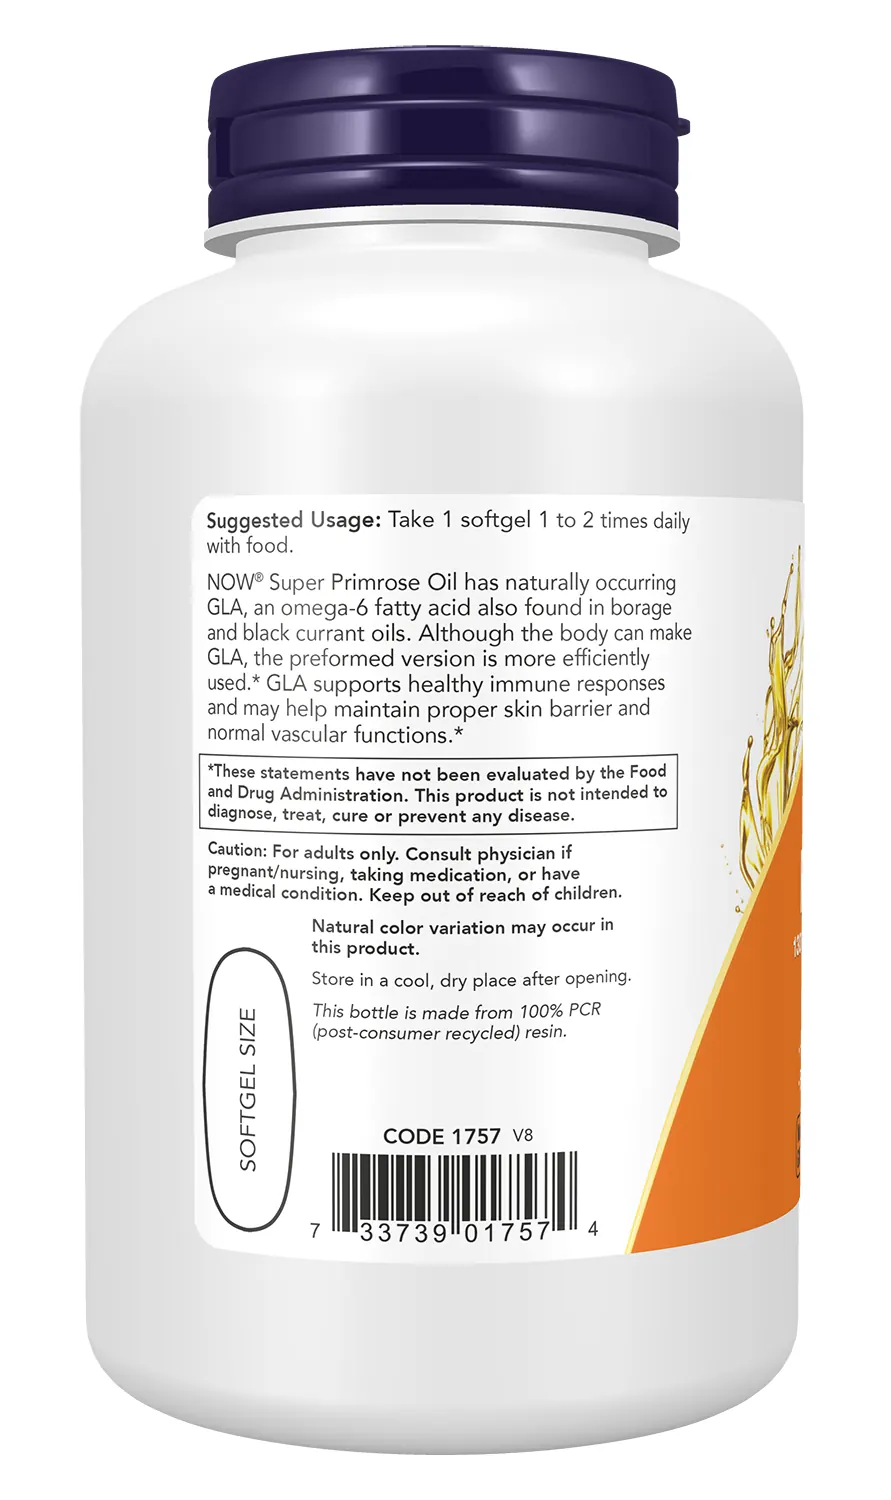 Suggested Usage: Take 1 softgel 1 to 2 times daily
with food.
NOW® Super Primrose Oil has naturally occurring
GLA, an omega-6 fatty acid also found in borage
and black currant oils. Although the body can make
GLA, the preformed version is more efficiently
used.* GLA supports healthy immune responses
and may help maintain proper skin barrier and
normal vascular functions.*
*These statements have not been evaluated by the Food
and Drug Administration. This product is not intended to
diagnose, treat, cure or prevent any disease.
Caution: For adults only. Consult physician if
pregnant/nursing, taking medication, or have
a medical condition. Keep out of reach of children.
Natural color variation may occur in
this product.
Store in a cool, dry place after opening.
This bottle is made from 100% PCR
(post-consumer recycled) resin.
SOFTGEL SIZE
CODE 1757 V8
7 33739 01757 4